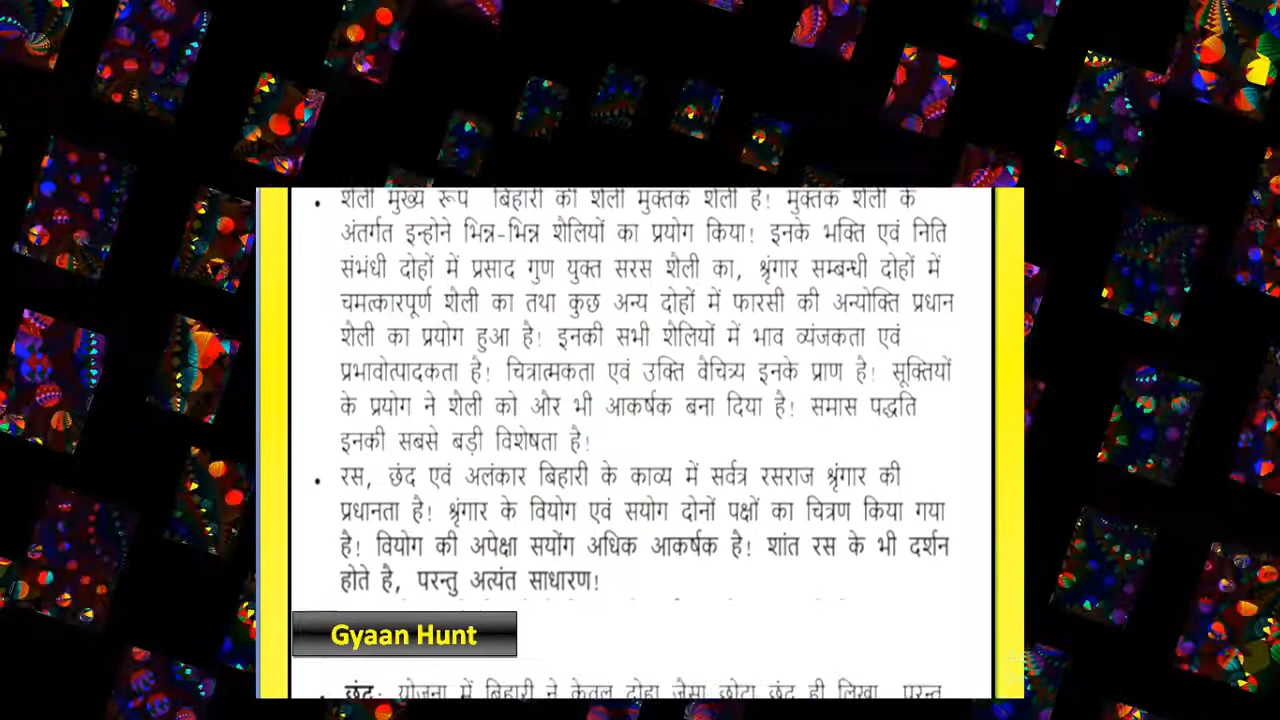 शैली मुख्य रूप बिहारी की शैली मुक्तक शैली है! मुक्तक शैली के
अंतर्गत इन्होने भिन्न-भिन्न शैलियों का प्रयोग किया! इनके भक्ति एवं निति
संभंधी दोहों में प्रसाद गुण युक्त सरस शैली का, श्रृंगार सम्बन्धी दोहों में
चमत्कारपूर्ण शैली का तथा कुछ अन्य दोहों में फारसी की अन्योक्ति प्रधान
शैली का प्रयोग हुआ है! इनकी सभी शैलियों में भाव व्यंजकता एवं
प्रभावोत्पादकता है! चित्रात्मकता एवं उक्ति वैचित्र्य इनके प्राण है! सूक्तियों
के प्रयोग ने शैली को और भी आकर्षक बना दिया है! समास पद्धति
इनकी सबसे बड़ी विशेषता है!
रस, छंद एवं अलंकार बिहारी के काव्य में सर्वत्र रसराज श्रृंगार की
प्रधानता है! श्रृंगार के वियोग एवं सयोग दोनों पक्षों का चित्रण किया गया
है! वियोग की अपेक्षा सयोंग अधिक आकर्षक है! शांत रस के भी दर्शन
होते है, परन्तु अत्यंत साधारण!
Gyaan Hunt
छंद: योजना में बिहारी ने केवल दोहा जैसा छोटा छंद ही लिखा परन्तु